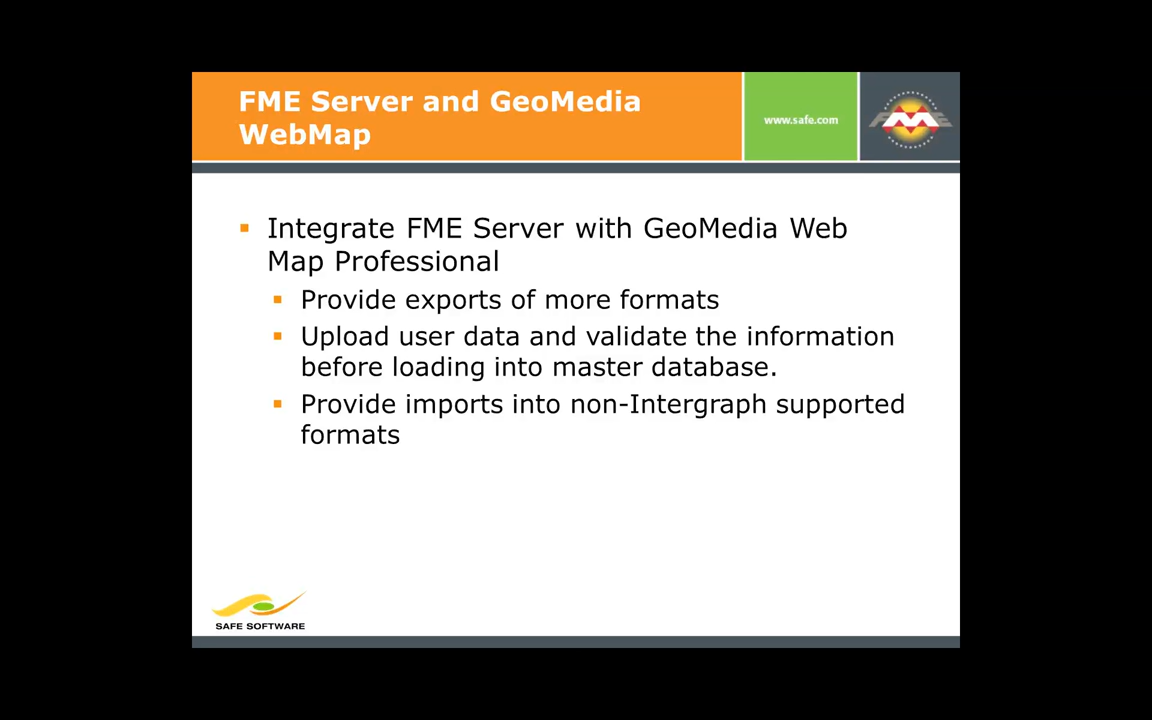 FME Server and GeoMedia
WebMap
www.safe.com
FME
Integrate FME Server with GeoMedia Web
Map Professional
Provide exports of more formats
Upload user data and validate the information
before loading into master database.
Provide imports into non-Intergraph supported
formats
SAFE SOFTWARE